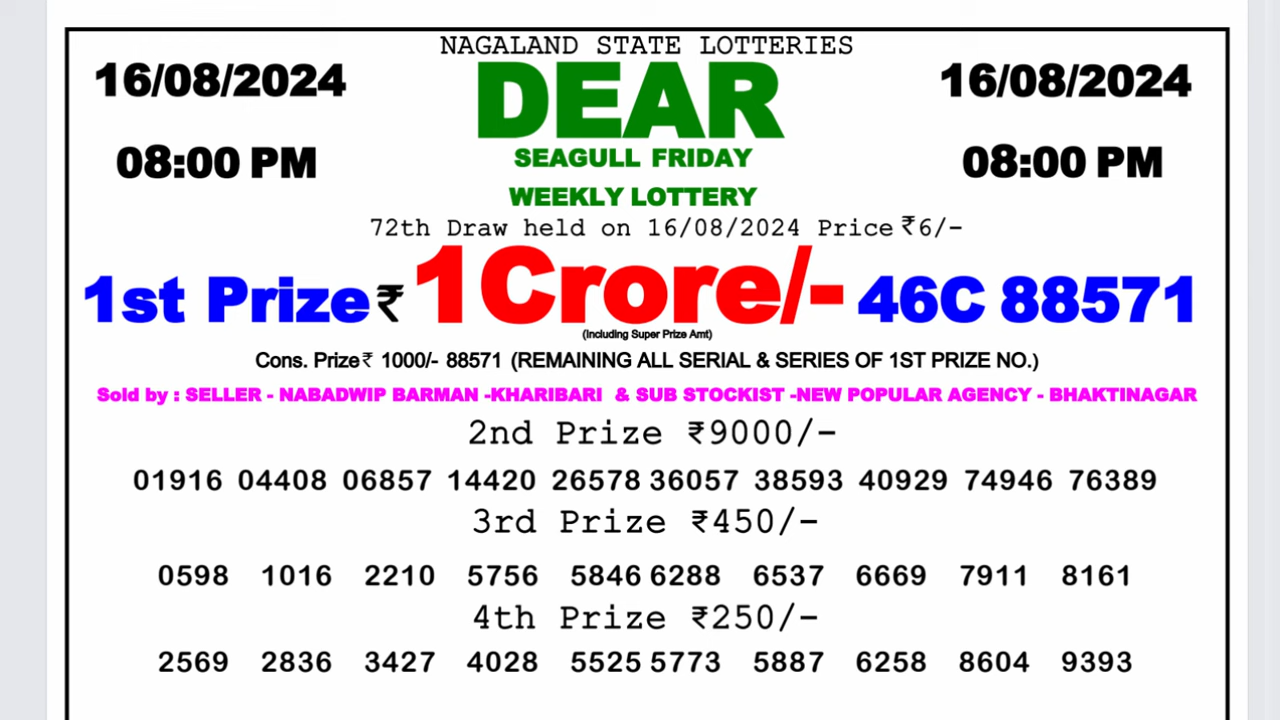 NAGALAND STATE LOTTERIES
16/08/2024 DEAR 16/08/2024
08:00 PM SEAGULL FRIDAY 08:00 PM
WEEKLY LOTTERY
72th Draw held on 16/08/2024 Price ₹6/-
1st Prize ₹ 1Crore/- 46C 88571
(Including Super Prize Amt)
Cons. Prize ₹ 1000/- 88571 (REMAINING ALL SERIAL & SERIES OF 1ST PRIZE NO.)
Sold by : SELLER - NABADWIP BARMAN -KHARIBARI & SUB STOCKIST -NEW POPULAR AGENCY - BHAKTINAGAR
2nd Prize ₹9000/-
01916 04408 06857 14420 26578 36057 38593 40929 74946 76389
3rd Prize ₹450/-
0598 1016 2210 5756 5846 6288 6537 6669 7911 8161
4th Prize ₹250/-
2569 2836 3427 4028 5525 5773 5887 6258 8604 9393